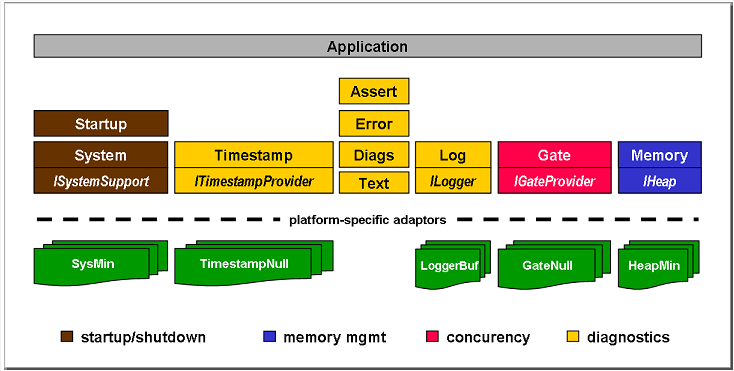 Application
Assert
Startup
Error
System
Timestamp
Diags
Log
Gate
Memory
ISystemSupport
ITimestampProvider
Text
ILogger
IGateProvider
IHeap
platform-specific adaptors
SysMin
TimestampNull
LoggerBuf
GateNull
HeapMin
startup/shutdown
memory mgmt
concurency
diagnostics